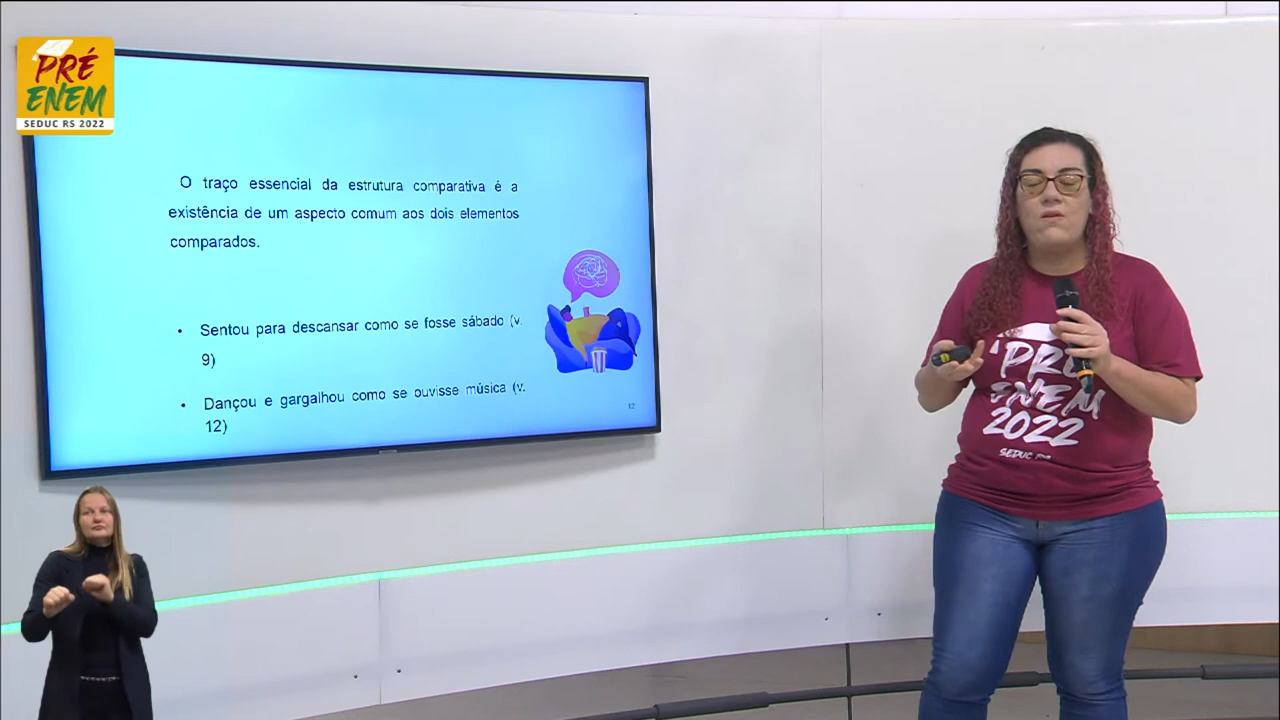 PRÉ
ENEM
SEDUC RS 2022
O traço essencial da estrutura comparativa é a
existência de um aspecto comum aos dois elementos
comparados.
• Sentou para descansar como se fosse sábado (v.
9)
• Dançou e gargalhou como se ouvisse música (v.
12)
12
PRÉ
ENEM
2022
SEDUC